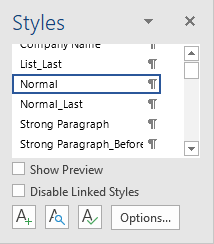 Styles
Company Name
List_Last
Normal
Normal_Last
Strong Paragraph
Strong Paragraph_Before
Show Preview
Disable Linked Styles
Options...